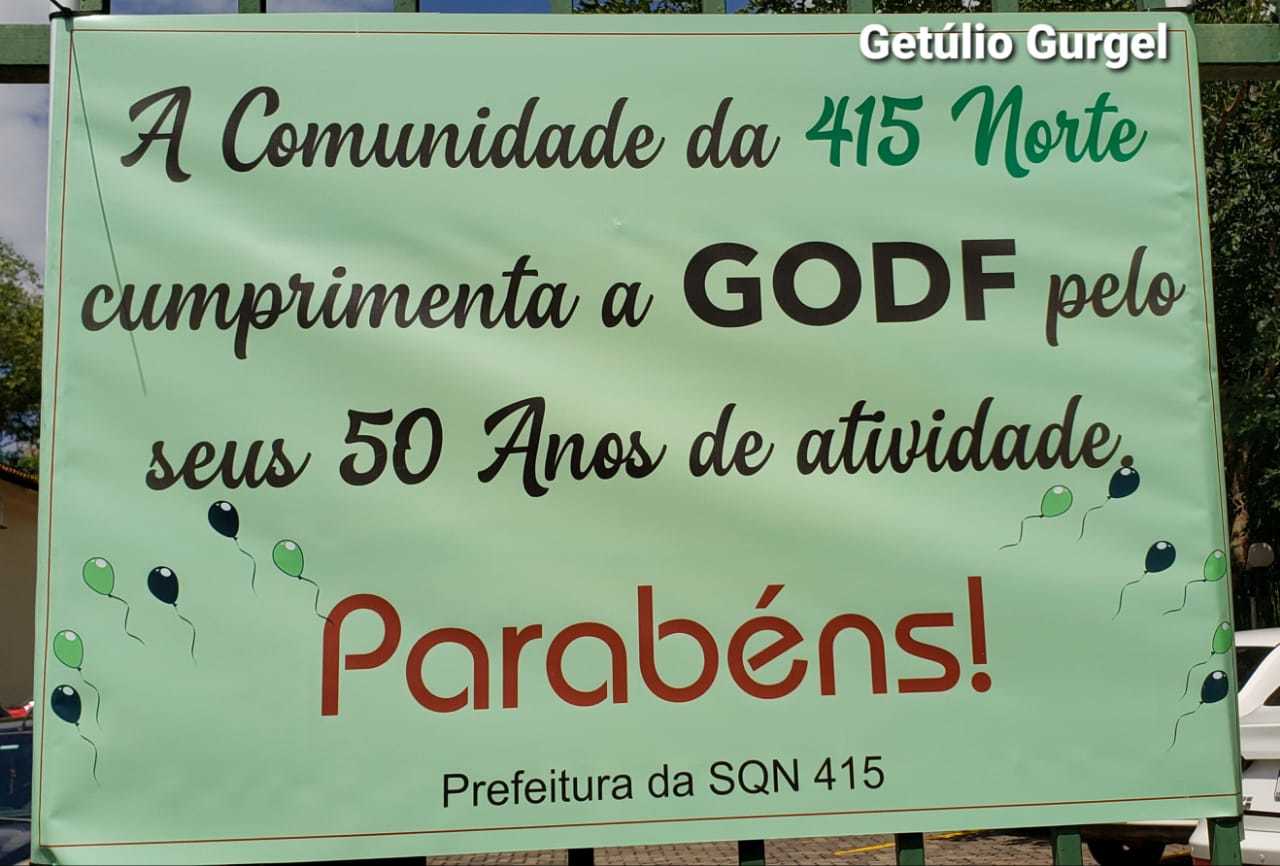 Getúlio Gurgel
A Comunidade da 415 Norte
cumprimenta a GODF pelo
seus 50 Anos de atividade.
Parabéns!
Prefeitura da SQN 415